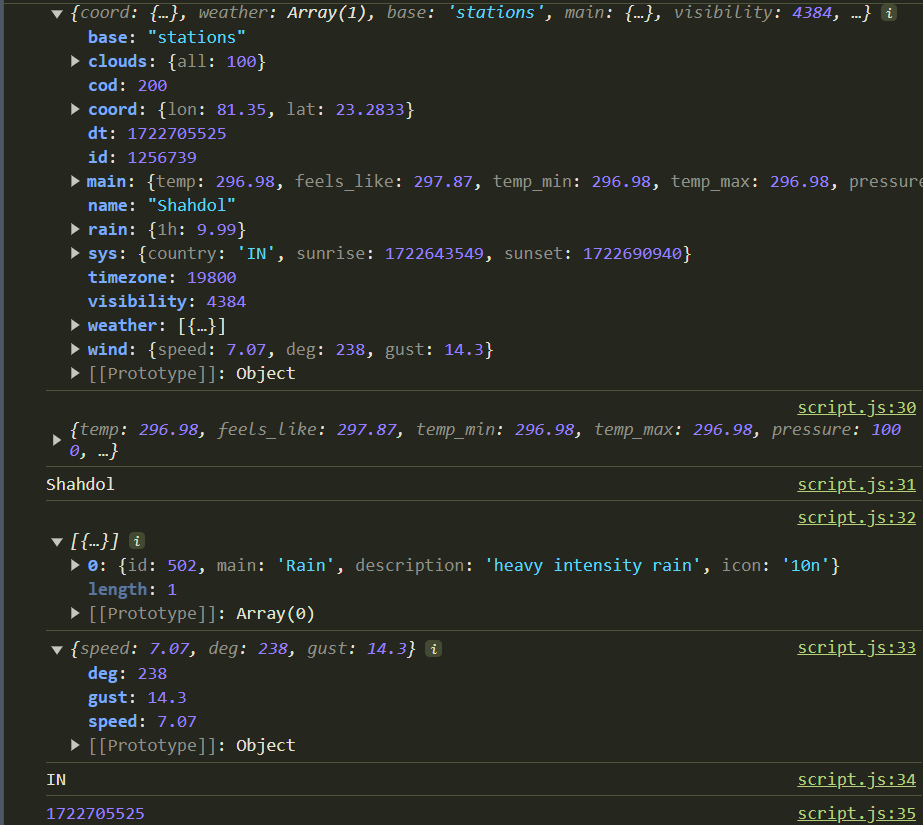 ▼ {coord: {…}, weather: Array(1), base: 'stations', main: {…}, visibility: 4384, …} i
base: "stations"
▶ clouds: {all: 100}
cod: 200
▶ coord: {lon: 81.35, lat: 23.2833}
dt: 1722705525
id: 1256739
▶ main: {temp: 296.98, feels_like: 297.87, temp_min: 296.98, temp_max: 296.98, pressure
name: "Shahdol"
▶ rain: {1h: 9.99}
▶ sys: {country: 'IN', sunrise: 1722643549, sunset: 1722690940}
timezone: 19800
visibility: 4384
▶ weather: [{…}]
▶ wind: {speed: 7.07, deg: 238, gust: 14.3}
▶ [[Prototype]]: Object
script.js:30
▶ {temp: 296.98, feels_like: 297.87, temp_min: 296.98, temp_max: 296.98, pressure: 100
0, …}
Shahdol script.js:31
script.js:32
▼ [{…}] i
▶ 0: {id: 502, main: 'Rain', description: 'heavy intensity rain', icon: '10n'}
length: 1
▶ [[Prototype]]: Array(0)
▼ {speed: 7.07, deg: 238, gust: 14.3} i script.js:33
deg: 238
gust: 14.3
speed: 7.07
▶ [[Prototype]]: Object
IN script.js:34
1722705525 script.js:35